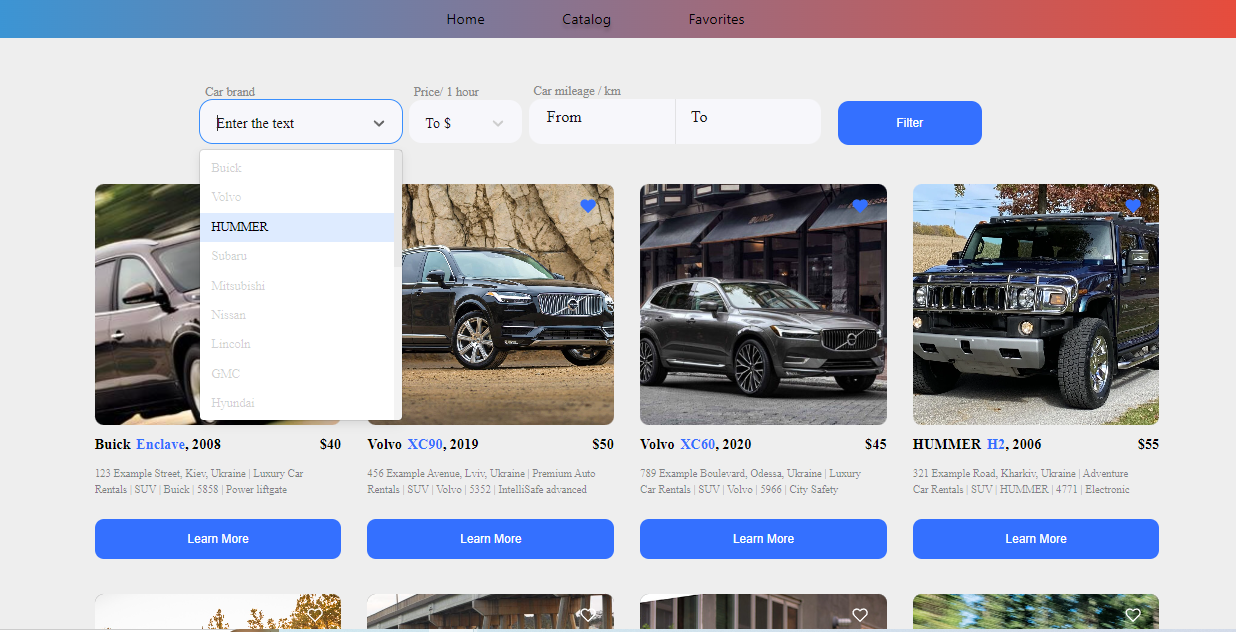 Home Catalog Favorites
Car brand Price/ 1 hour Car mileage / km
Enter the text To $ From To Filter
Buick
Volvo
HUMMER
Subaru
Mitsubishi
Nissan
Lincoln
GMC
Hyundai
Buick Enclave, 2008 $40
123 Example Street, Kiev, Ukraine | Luxury Car
Rentals | SUV | Buick | 5858 | Power liftgate
Learn More
Volvo XC90, 2019 $50
456 Example Avenue, Lviv, Ukraine | Premium Auto
Rentals | SUV | Volvo | 5352 | IntelliSafe advanced
Learn More
Volvo XC60, 2020 $45
789 Example Boulevard, Odessa, Ukraine | Luxury
Car Rentals | SUV | Volvo | 5966 | City Safety
Learn More
HUMMER H2, 2006 $55
321 Example Road, Kharkiv, Ukraine | Adventure
Car Rentals | SUV | HUMMER | 4771 | Electronic
Learn More